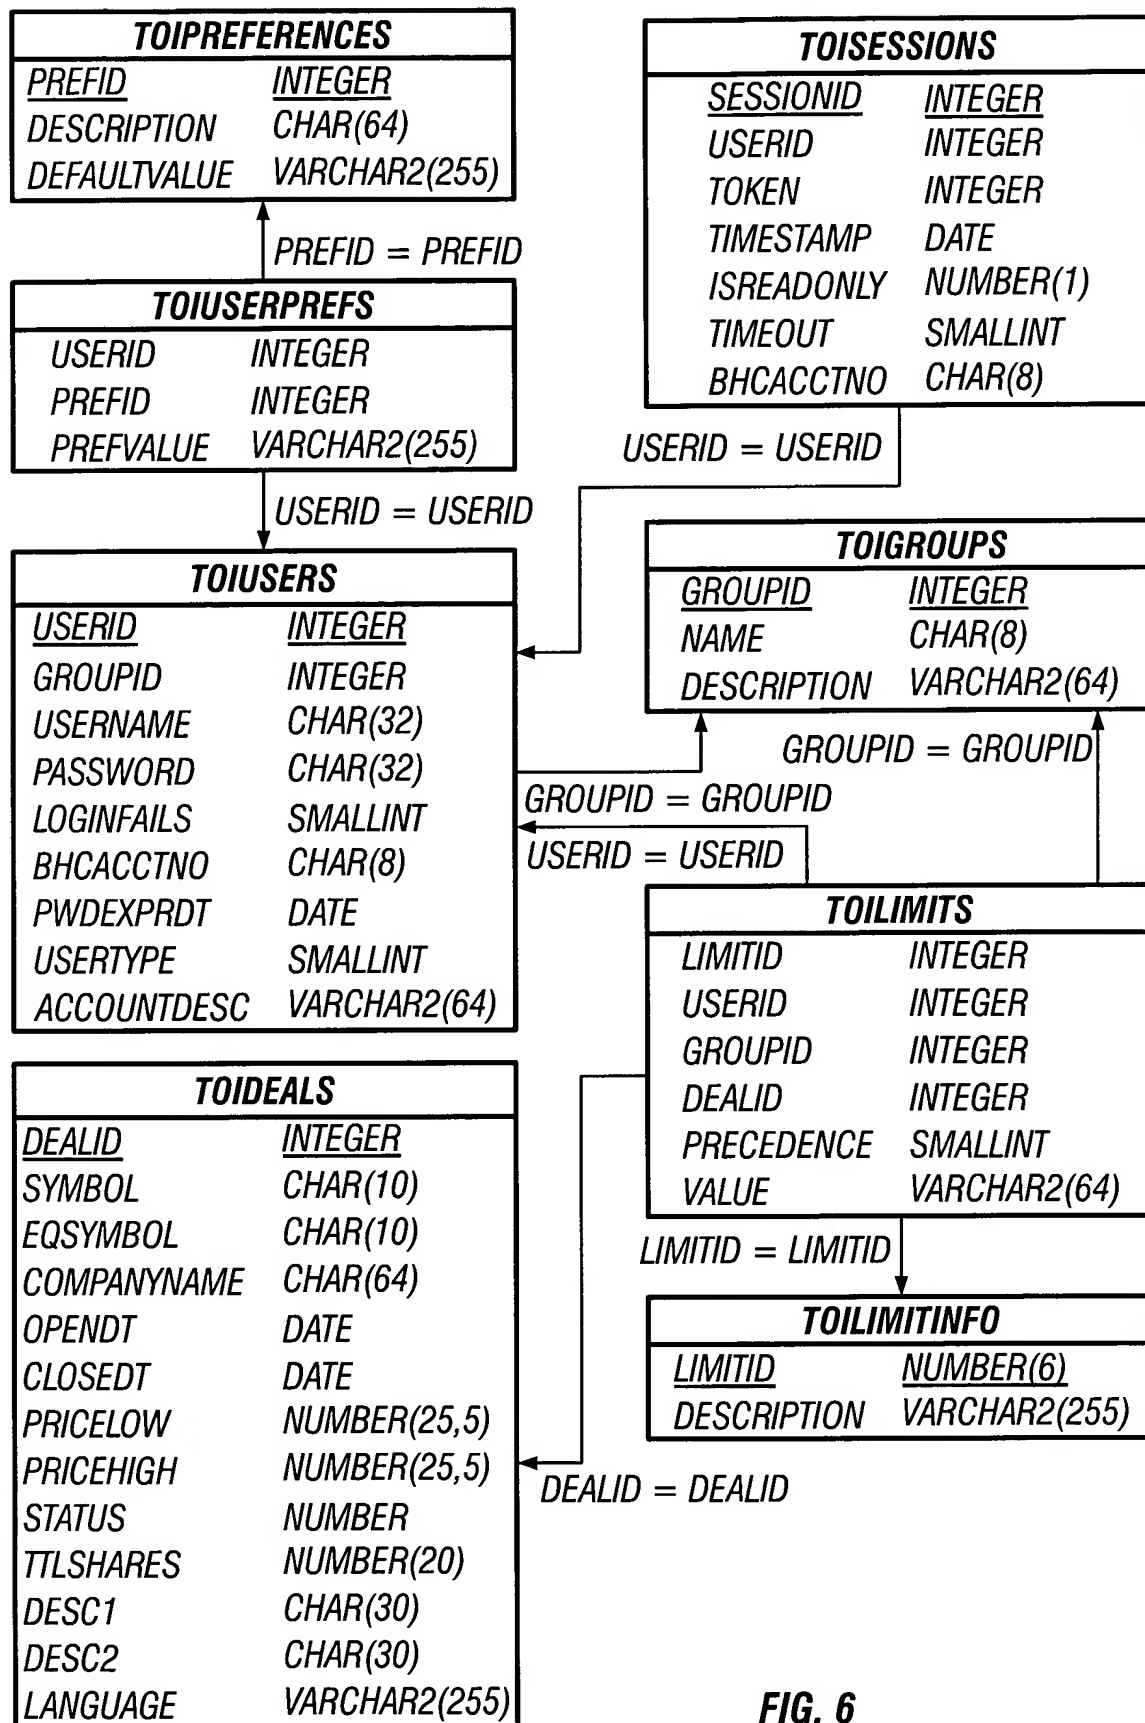 TOIPREFERENCES
PREFID INTEGER
DESCRIPTION CHAR(64)
DEFAULTVALUE VARCHAR2(255)
PREFID = PREFID
TOIUSERPREFS
USERID INTEGER
PREFID INTEGER
PREFVALUE VARCHAR2(255)
USERID = USERID
TOIUSERS
USERID INTEGER
GROUPID INTEGER
USERNAME CHAR(32)
PASSWORD CHAR(32)
LOGINFAILS SMALLINT
BHCACCTNO CHAR(8)
PWDEXPRDT DATE
USERTYPE SMALLINT
ACCOUNTDESC VARCHAR2(64)
TOIDEALS
DEALID INTEGER
SYMBOL CHAR(10)
EQSYMBOL CHAR(10)
COMPANYNAME CHAR(64)
OPENDT DATE
CLOSEDT DATE
PRICELOW NUMBER(25,5)
PRICEHIGH NUMBER(25,5)
STATUS NUMBER
TTLSHARES NUMBER(20)
DESC1 CHAR(30)
DESC2 CHAR(30)
LANGUAGE VARCHAR2(255)
TOISESSIONS
SESSIONID INTEGER
USERID INTEGER
TOKEN INTEGER
TIMESTAMP DATE
ISREADONLY NUMBER(1)
TIMEOUT SMALLINT
BHCACCTNO CHAR(8)
USERID = USERID
TOIGROUPS
GROUPID INTEGER
NAME CHAR(8)
DESCRIPTION VARCHAR2(64)
GROUPID = GROUPID
GROUPID = GROUPID
USERID = USERID
TOILIMITS
LIMITID INTEGER
USERID INTEGER
GROUPID INTEGER
DEALID INTEGER
PRECEDENCE SMALLINT
VALUE VARCHAR2(64)
LIMITID = LIMITID
TOILIMITINFO
LIMITID NUMBER(6)
DESCRIPTION VARCHAR2(255)
DEALID = DEALID
FIG. 6